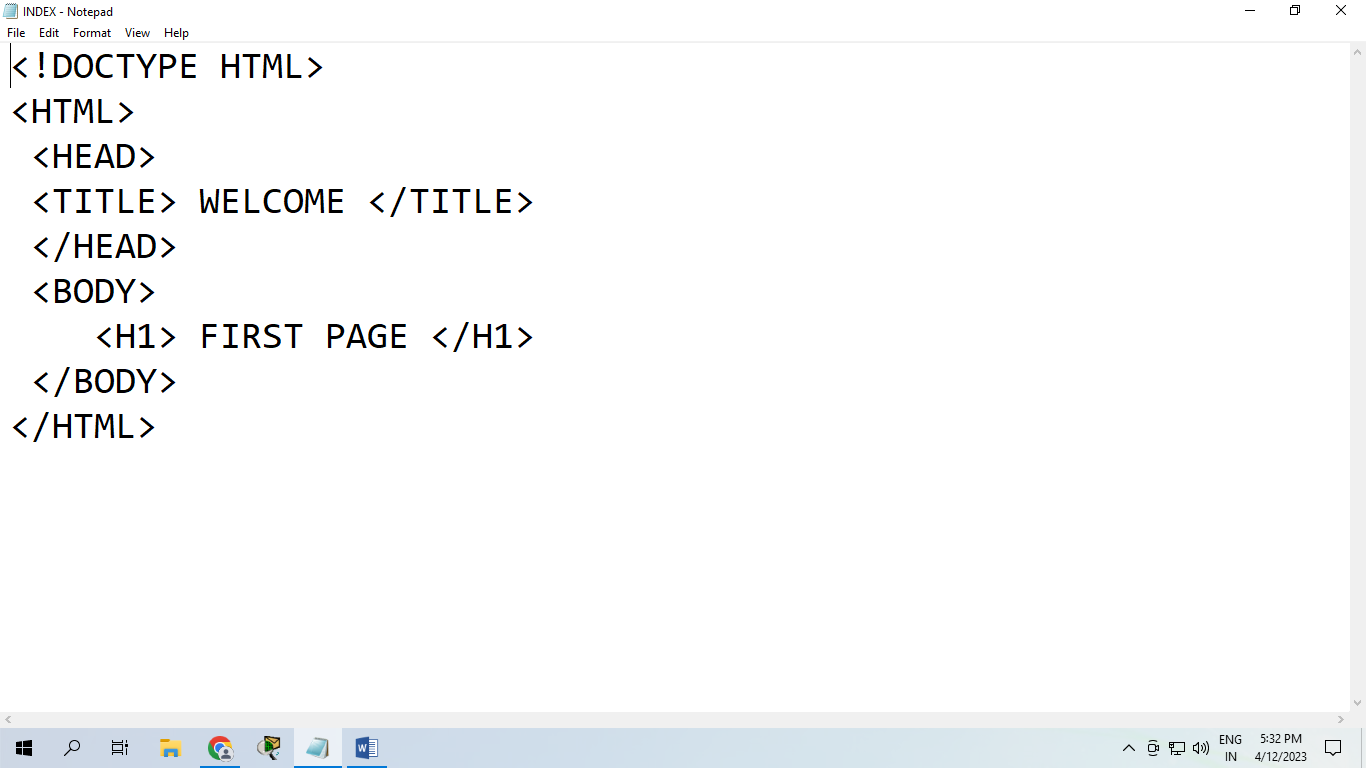 INDEX - Notepad
File Edit Format View Help
<!DOCTYPE HTML>
<HTML>
 <HEAD>
 <TITLE> WELCOME </TITLE>
 </HEAD>
 <BODY>
    <H1> FIRST PAGE </H1>
 </BODY>
</HTML>
ENG 5:32 PM
IN 4/12/2023